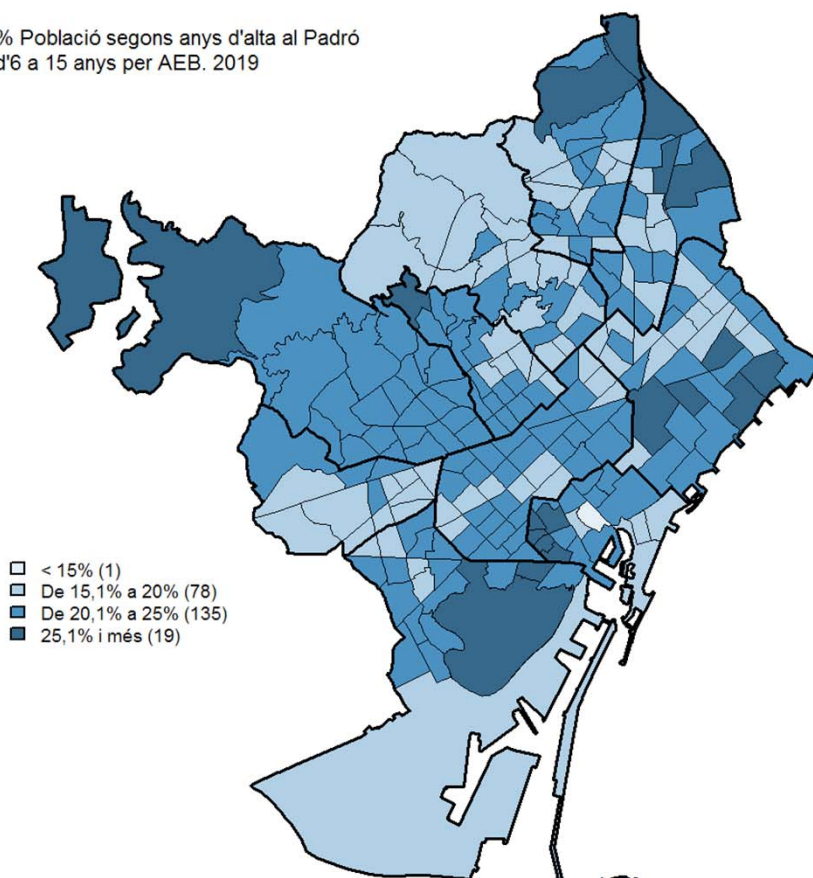 % Població segons anys d'alta al Padró
d'6 a 15 anys per AEB. 2019
< 15% (1)
De 15,1% a 20% (78)
De 20,1% a 25% (135)
25,1% i més (19)